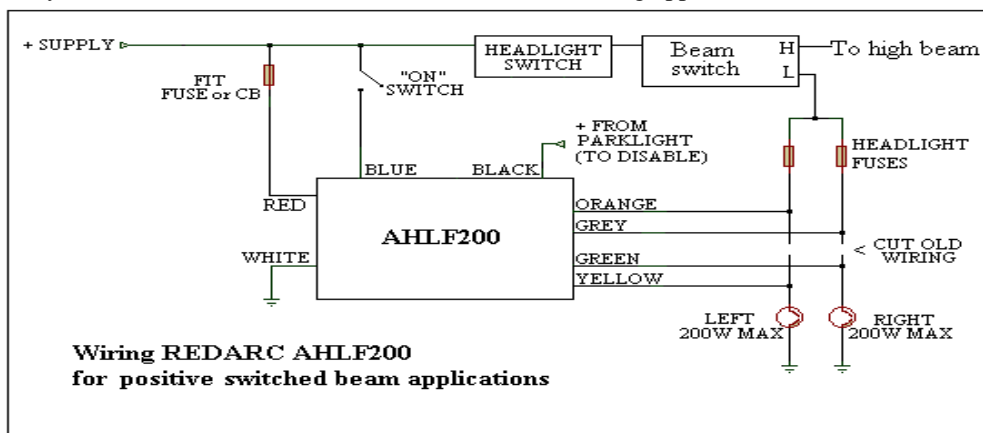 + SUPPLY
HEADLIGHT
SWITCH
Beam
switch
H
L
To high beam
FIT
FUSE or CB
"ON"
SWITCH
+ FROM
PARKLIGHT
(TO DISABLE)
HEADLIGHT
FUSES
BLUE
BLACK
RED
ORANGE
GREY
AHLF200
WHITE
GREEN
YELLOW
< CUT OLD
WIRING
LEFT
200W MAX
RIGHT
200W MAX
Wiring REDARC AHLF200
for positive switched beam applications